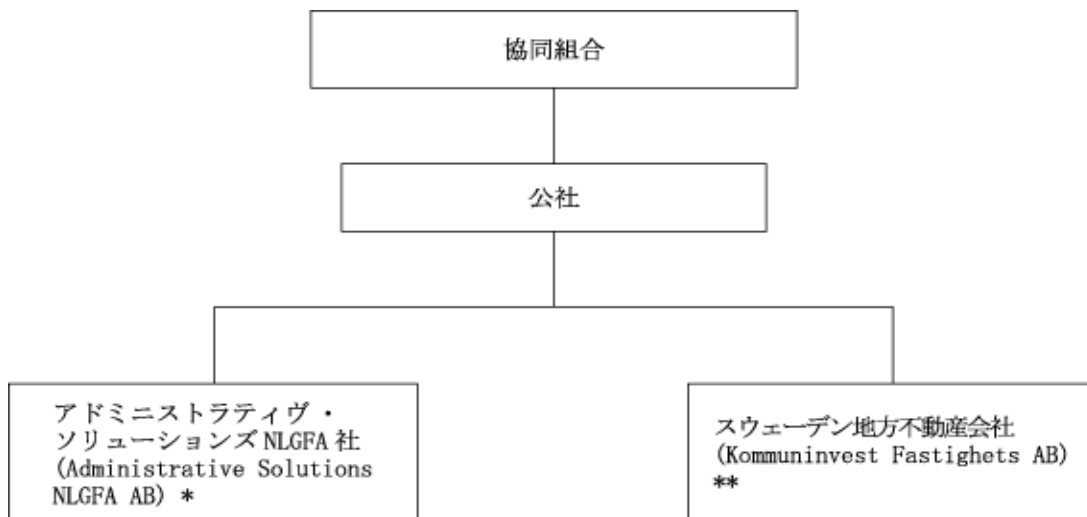 協同組合
公社
アドミニストラティヴ・
ソリューションズ NLGFA 社
(Administrative Solutions
NLGFA AB) *
スウェーデン地方不動産会社
(Kommuninvest Fastighets AB)
**